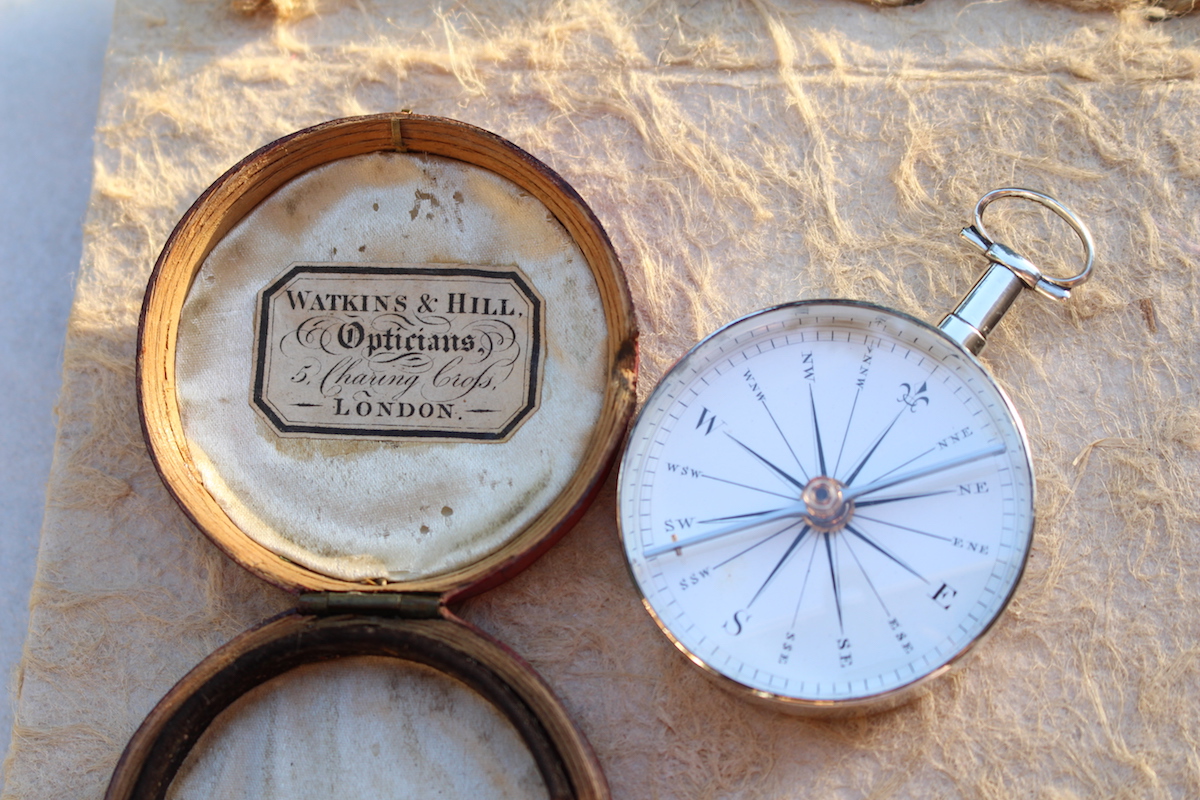 WATKINS & HILL,
Opticians,
5, Charing Croſs,
LONDON.
NW
NNW
WNW
W
NNE
WSW
NE
SW
ENE
SSW
E
S
SSE
SE
ESE